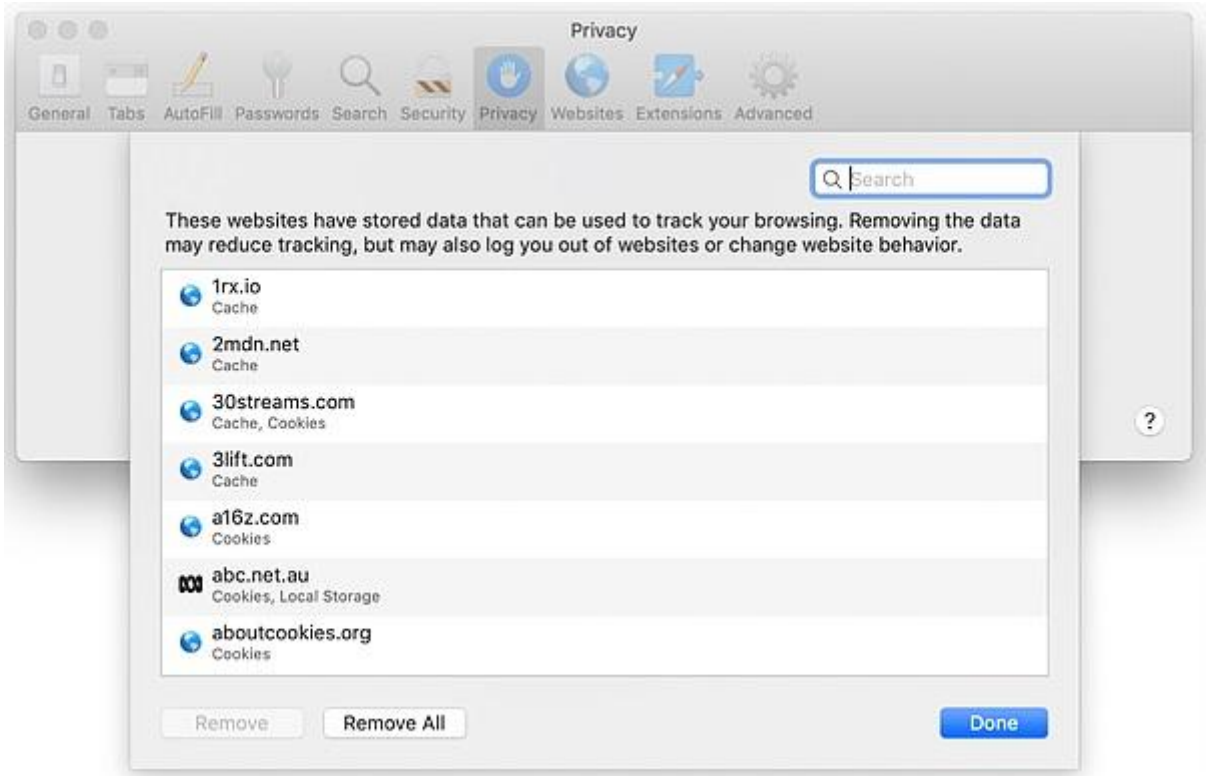 Privacy
General Tabs AutoFill Passwords Search Security Privacy Websites Extensions Advanced
Search
These websites have stored data that can be used to track your browsing. Removing the data
may reduce tracking, but may also log you out of websites or change website behavior.
1rx.io
Cache
2mdn.net
Cache
30streams.com
Cache, Cookies
?
3lift.com
Cache
a16z.com
Cookies
abc.net.au
Cookies, Local Storage
aboutcookies.org
Cookies
Remove Remove All Done